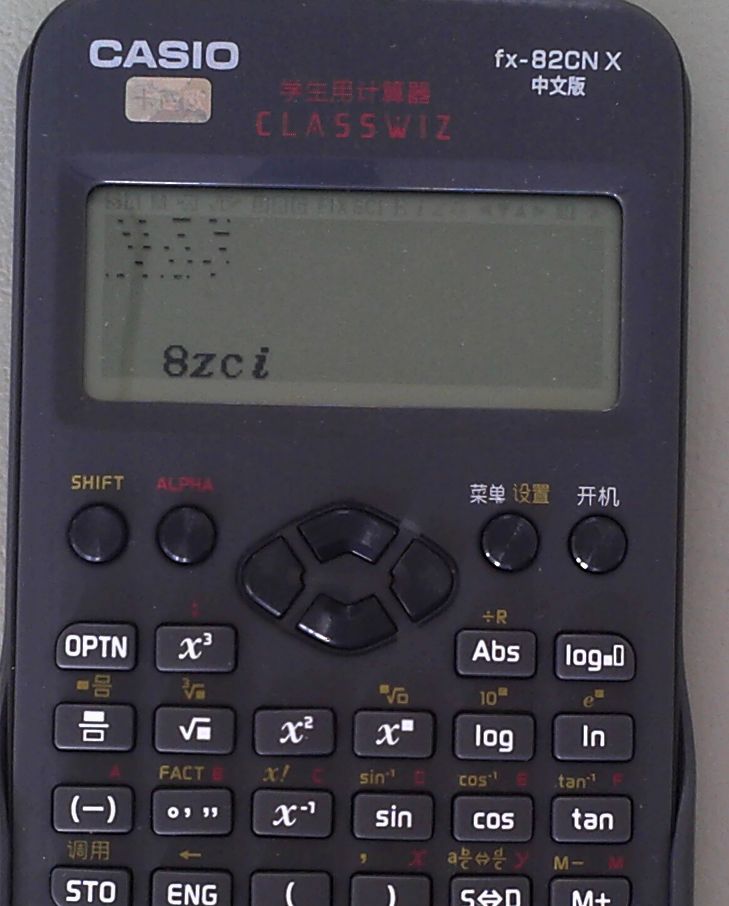 CASIO
fx-82CN X
中文版
学生用计算器
CLASSWIZ
8zci
SHIFT ALPHA 菜单 设置 开机
: ÷R
OPTN x³ Abs log▪▯
▪品 ³√▪ ▪√▯ 10▪ e▪
√▪ x² x▪ log ln
A FACT B x! C sin⁻¹ D cos⁻¹ E tan⁻¹ F
(−) °’” x⁻¹ sin cos tan
调用 ← , x a b/c⇔d/c y M− M
STO ENG ( ) S⇔D M+